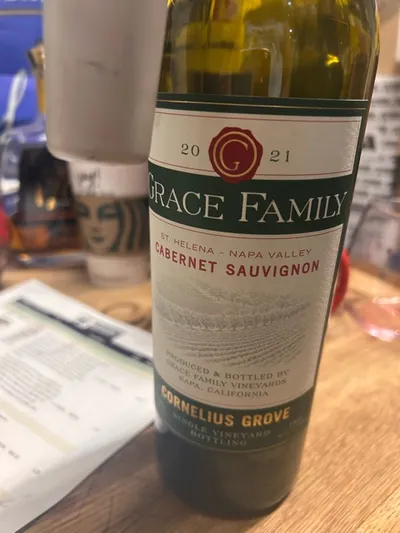 20 G 21
GRACE FAMILY
ST. HELENA - NAPA VALLEY
CABERNET SAUVIGNON
PRODUCED & BOTTLED BY
GRACE FAMILY VINEYARDS
NAPA, CALIFORNIA
CORNELIUS GROVE
SINGLE VINEYARD
BOTTLING